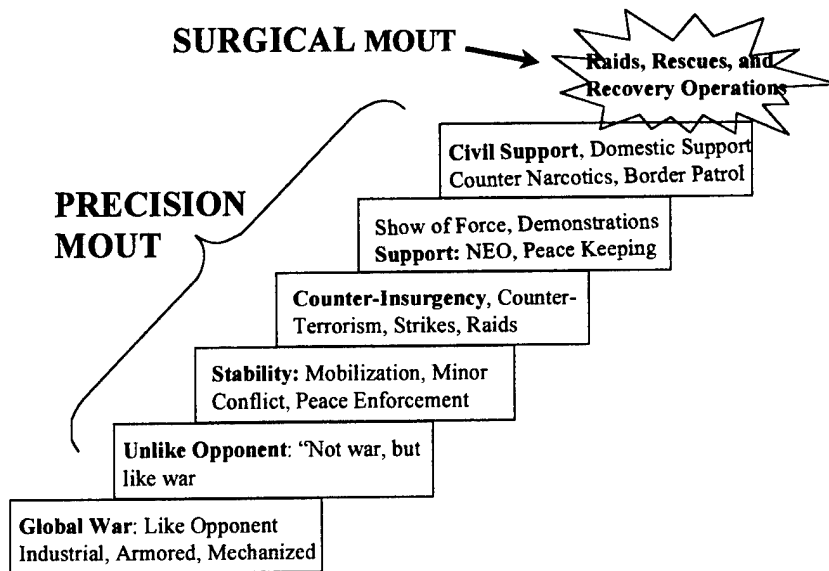 SURGICAL MOUT
Raids, Rescues, and
Recovery Operations
Civil Support, Domestic Support
Counter Narcotics, Border Patrol
PRECISION
MOUT
Show of Force, Demonstrations
Support: NEO, Peace Keeping
Counter-Insurgency, Counter-
Terrorism, Strikes, Raids
Stability: Mobilization, Minor
Conflict, Peace Enforcement
Unlike Opponent: “Not war, but
like war
Global War: Like Opponent
Industrial, Armored, Mechanized